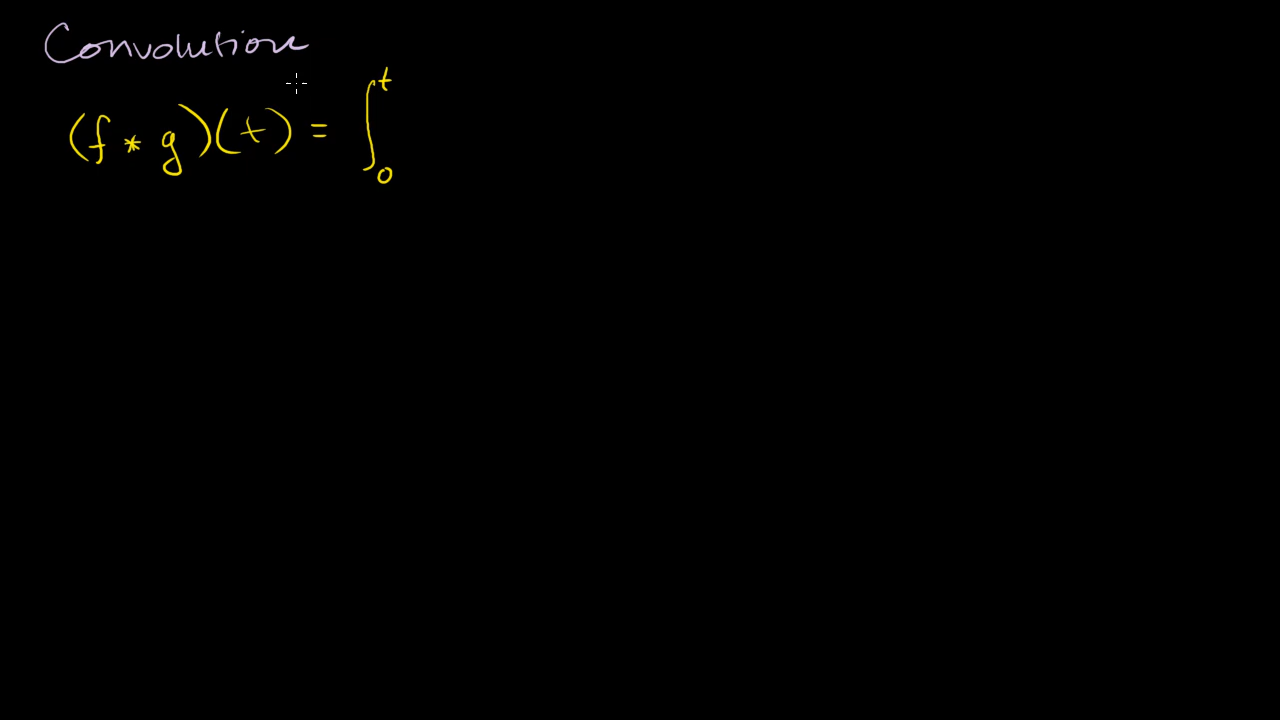 Convolution
(f * g)(t) = ∫₀ᵗ